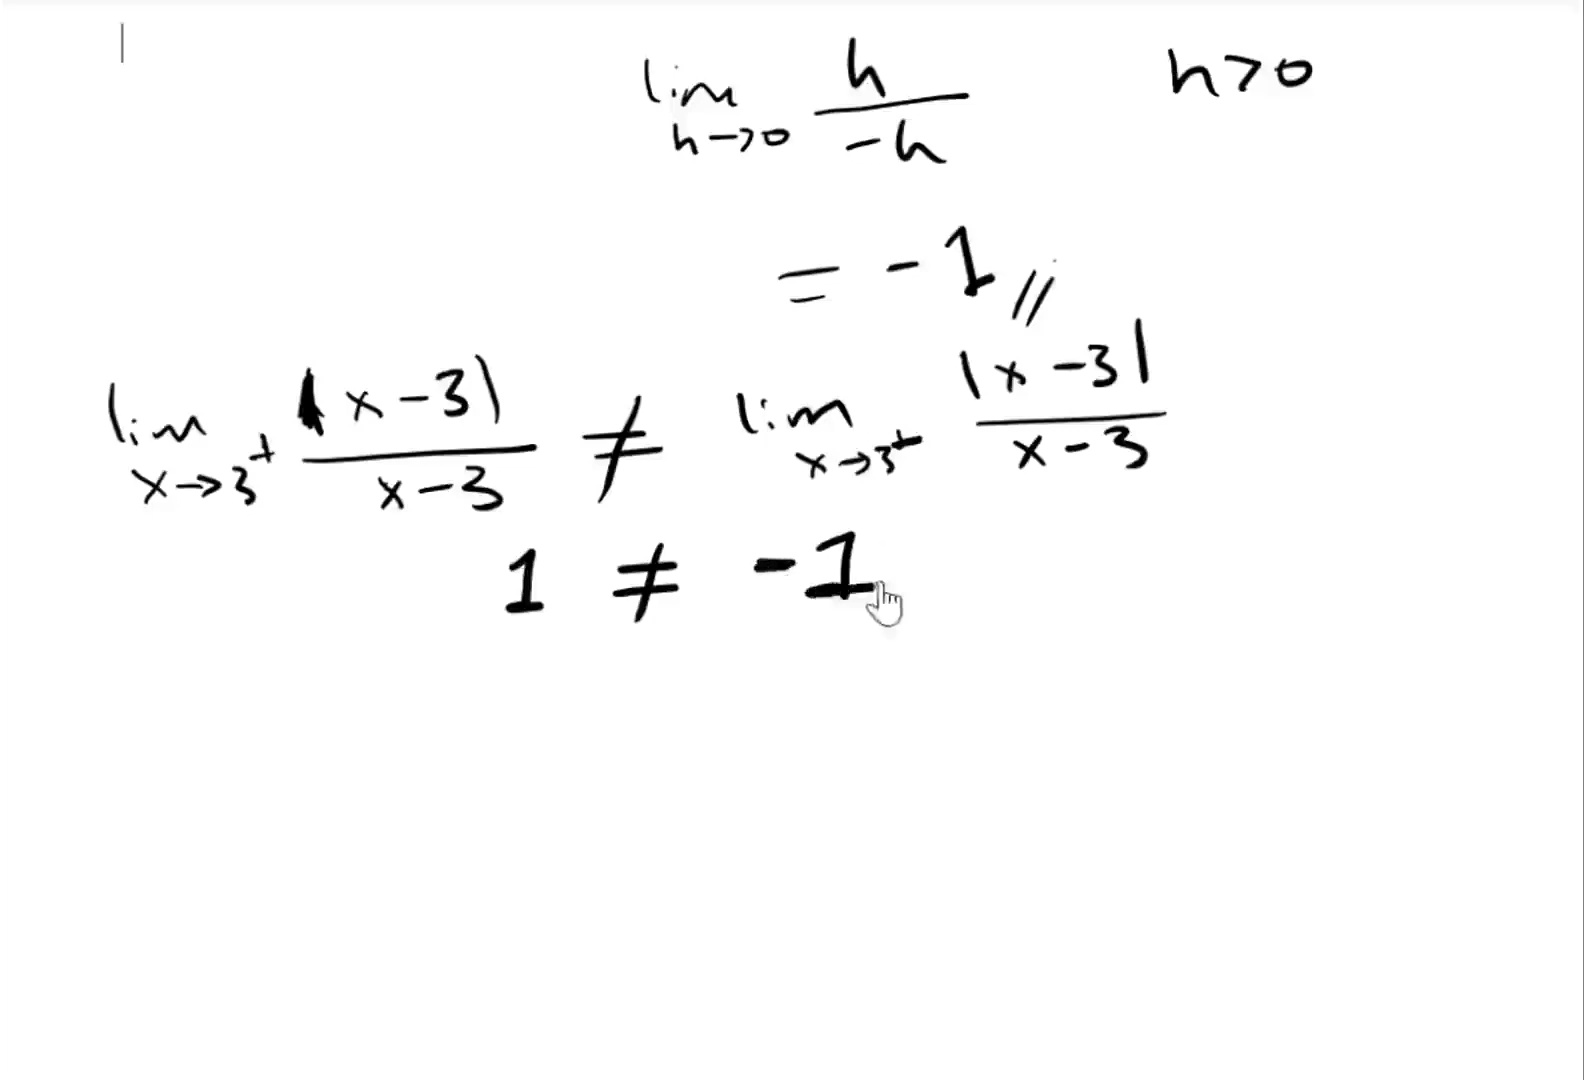 lim h→0 h/-h h>0
= -1 //
lim x→3⁺ |x-3|/x-3 ≠ lim x→3⁺ |x-3|/x-3
1 ≠ -1